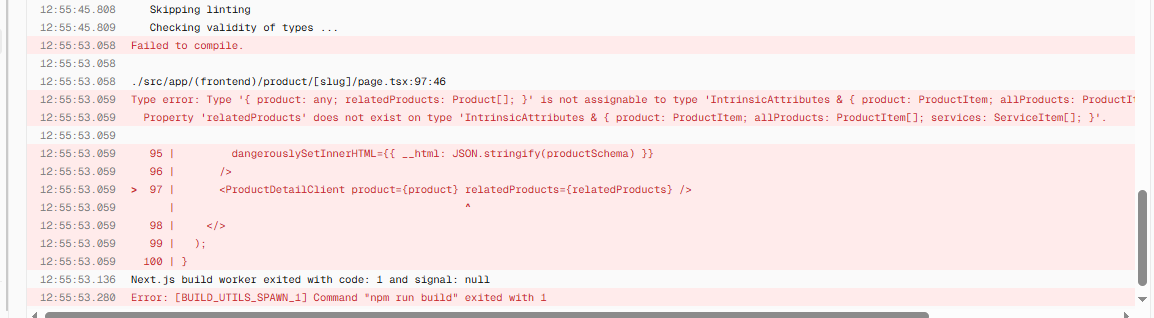 12:55:45.808 Skipping linting
12:55:45.809 Checking validity of types ...
12:55:53.058 Failed to compile.
12:55:53.058
12:55:53.058 ./src/app/(frontend)/product/[slug]/page.tsx:97:46
12:55:53.059 Type error: Type '{ product: any; relatedProducts: Product[]; }' is not assignable to type 'IntrinsicAttributes & { product: ProductItem; allProducts: ProductIt
12:55:53.059 Property 'relatedProducts' does not exist on type 'IntrinsicAttributes & { product: ProductItem; allProducts: ProductItem[]; services: ServiceItem[]; }'.
12:55:53.059
12:55:53.059 95 | dangerouslySetInnerHTML={{ __html: JSON.stringify(productSchema) }}
12:55:53.059 96 | />
12:55:53.059 > 97 | <ProductDetailClient product={product} relatedProducts={relatedProducts} />
12:55:53.059 | ^
12:55:53.059 98 | </>
12:55:53.059 99 | );
12:55:53.059 100 | }
12:55:53.136 Next.js build worker exited with code: 1 and signal: null
12:55:53.280 Error: [BUILD_UTILS_SPAWN_1] Command "npm run build" exited with 1